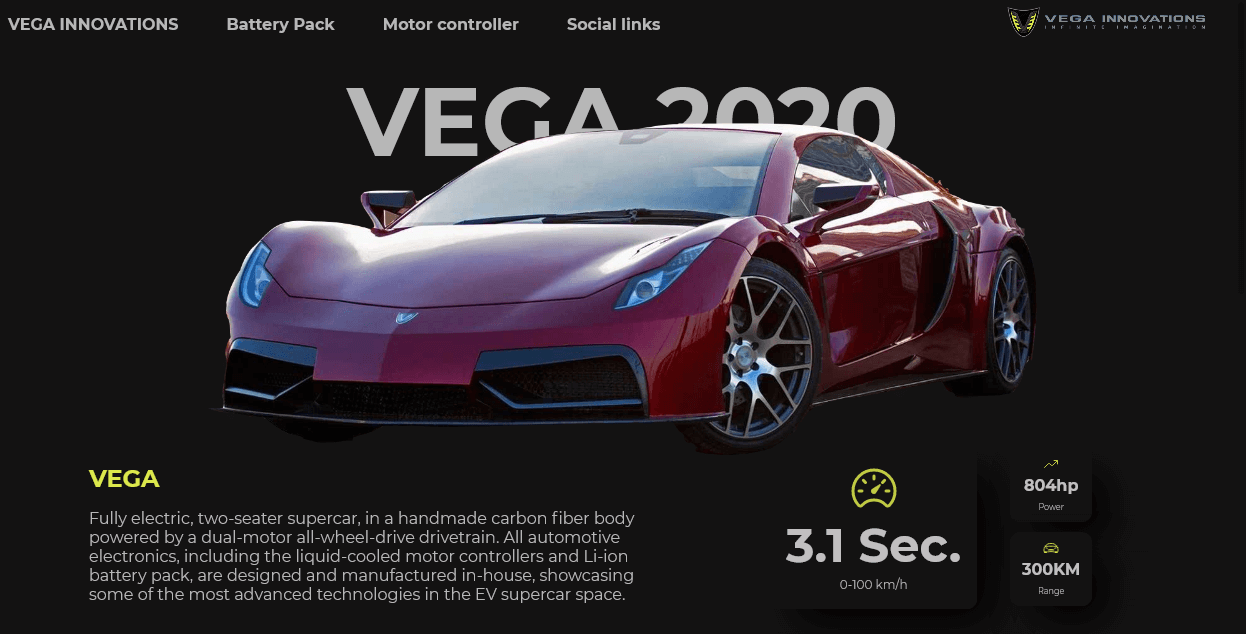 VEGA INNOVATIONS
Battery Pack
Motor controller
Social links
VEGA INNOVATIONS
INFINITE IMAGINATION
VEGA 2020
VEGA
Fully electric, two-seater supercar, in a handmade carbon fiber body
powered by a dual-motor all-wheel-drive drivetrain. All automotive
electronics, including the liquid-cooled motor controllers and Li-ion
battery pack, are designed and manufactured in-house, showcasing
some of the most advanced technologies in the EV supercar space.
3.1 Sec.
0-100 km/h
804hp
Power
300KM
Range